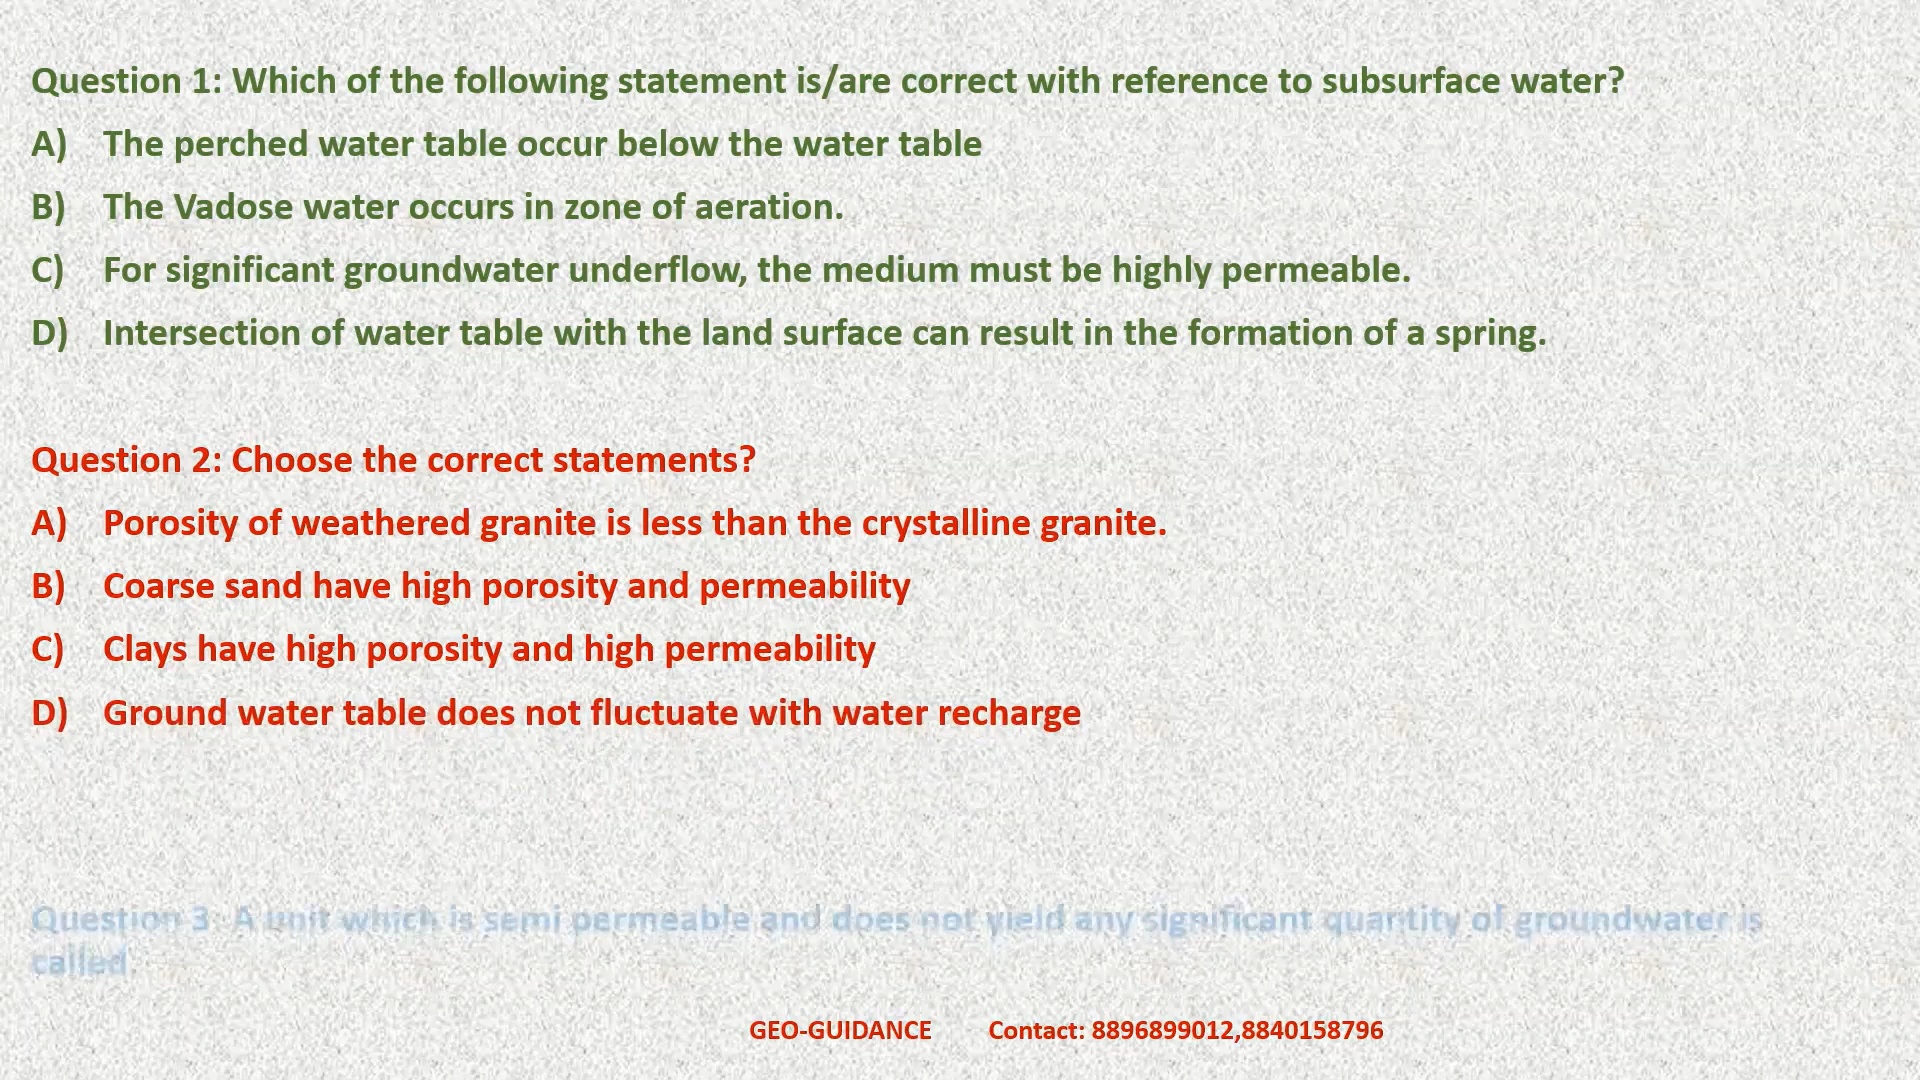 Question 1: Which of the following statement is/are correct with reference to subsurface water?
A) The perched water table occur below the water table
B) The Vadose water occurs in zone of aeration.
C) For significant groundwater underflow, the medium must be highly permeable.
D) Intersection of water table with the land surface can result in the formation of a spring.
Question 2: Choose the correct statements?
A) Porosity of weathered granite is less than the crystalline granite.
B) Coarse sand have high porosity and permeability
C) Clays have high porosity and high permeability
D) Ground water table does not fluctuate with water recharge
Question 3: A unit which is semi permeable and does not yield any significant quantity of groundwater is
called.
GEO-GUIDANCE Contact: 8896899012,8840158796